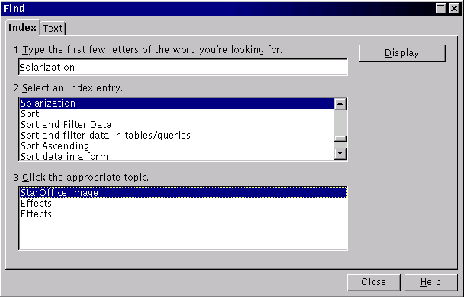 Find
Index Text
1 Type the first few letters of the word you're looking for.
Display
Solarization
2 Select an index entry.
Solarization
Sort
Sort and Filter Data
Sort and filter data in tables/queries
Sort Ascending
Sort data in a form
3 Click the appropriate topic.
StarOffice Image
Effects
Effects
Close Help